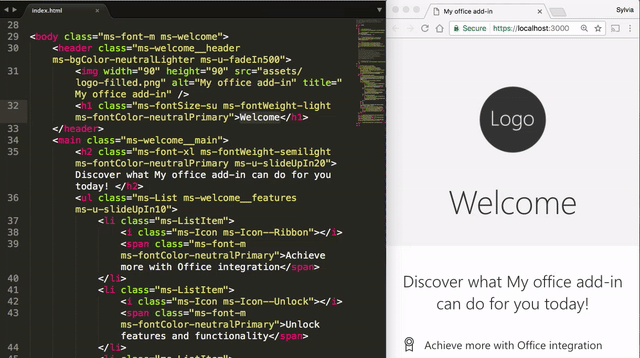 index.html
28
29 <body class="ms-font-m ms-welcome">
30 <header class="ms-welcome__header
ms-bgColor-neutralLighter ms-u-fadeIn500">
31 <img width="90" height="90" src="assets/
logo-filled.png" alt="My office add-in" title="
My office add-in" />
32 <h1 class="ms-fontSize-su ms-fontWeight-light
ms-fontColor-neutralPrimary">Welcome</h1>
33 </header>
34 <main class="ms-welcome__main">
35 <h2 class="ms-font-xl ms-fontWeight-semilight
ms-fontColor-neutralPrimary ms-u-slideUpIn20">
Discover what My office add-in can do for you
today! </h2>
36 <ul class="ms-List ms-welcome__features
ms-u-slideUpIn10">
37 <li class="ms-ListItem">
38 <i class="ms-Icon ms-Icon--Ribbon"></i>
39 <span class="ms-font-m
ms-fontColor-neutralPrimary">Achieve
more with Office integration</span>
40 </li>
41 <li class="ms-ListItem">
42 <i class="ms-Icon ms-Icon--Unlock"></i>
43 <span class="ms-font-m
ms-fontColor-neutralPrimary">Unlock
features and functionality</span>
44 </li>
45 <li class="ms-ListItem">
My office add-in
Sylvia
Secure https://localhost:3000
Logo
Welcome
Discover what My office add-in
can do for you today!
Achieve more with Office integration